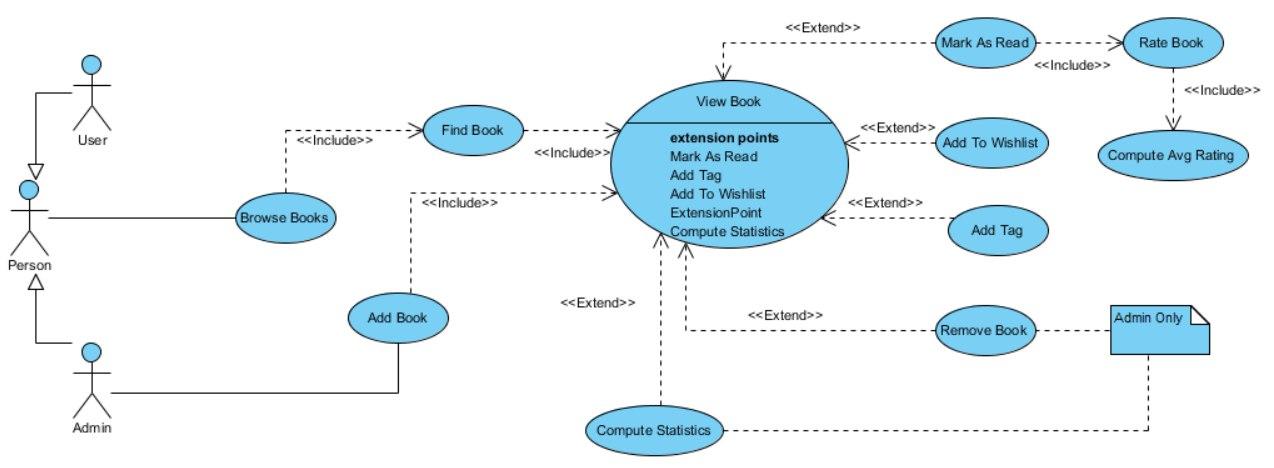 <<Extend>>
Mark As Read
Rate Book
<<Include>>
<<Include>>
User
View Book
extension points
Mark As Read
Add Tag
Add To Wishlist
ExtensionPoint
Compute Statistics
Find Book
<<Include>>
<<Include>>
<<Extend>>
Add To Wishlist
Compute Avg Rating
Browse Books
<<Include>>
<<Extend>>
Add Tag
Person
Add Book
<<Extend>>
<<Extend>>
Remove Book
Admin Only
Admin
Compute Statistics